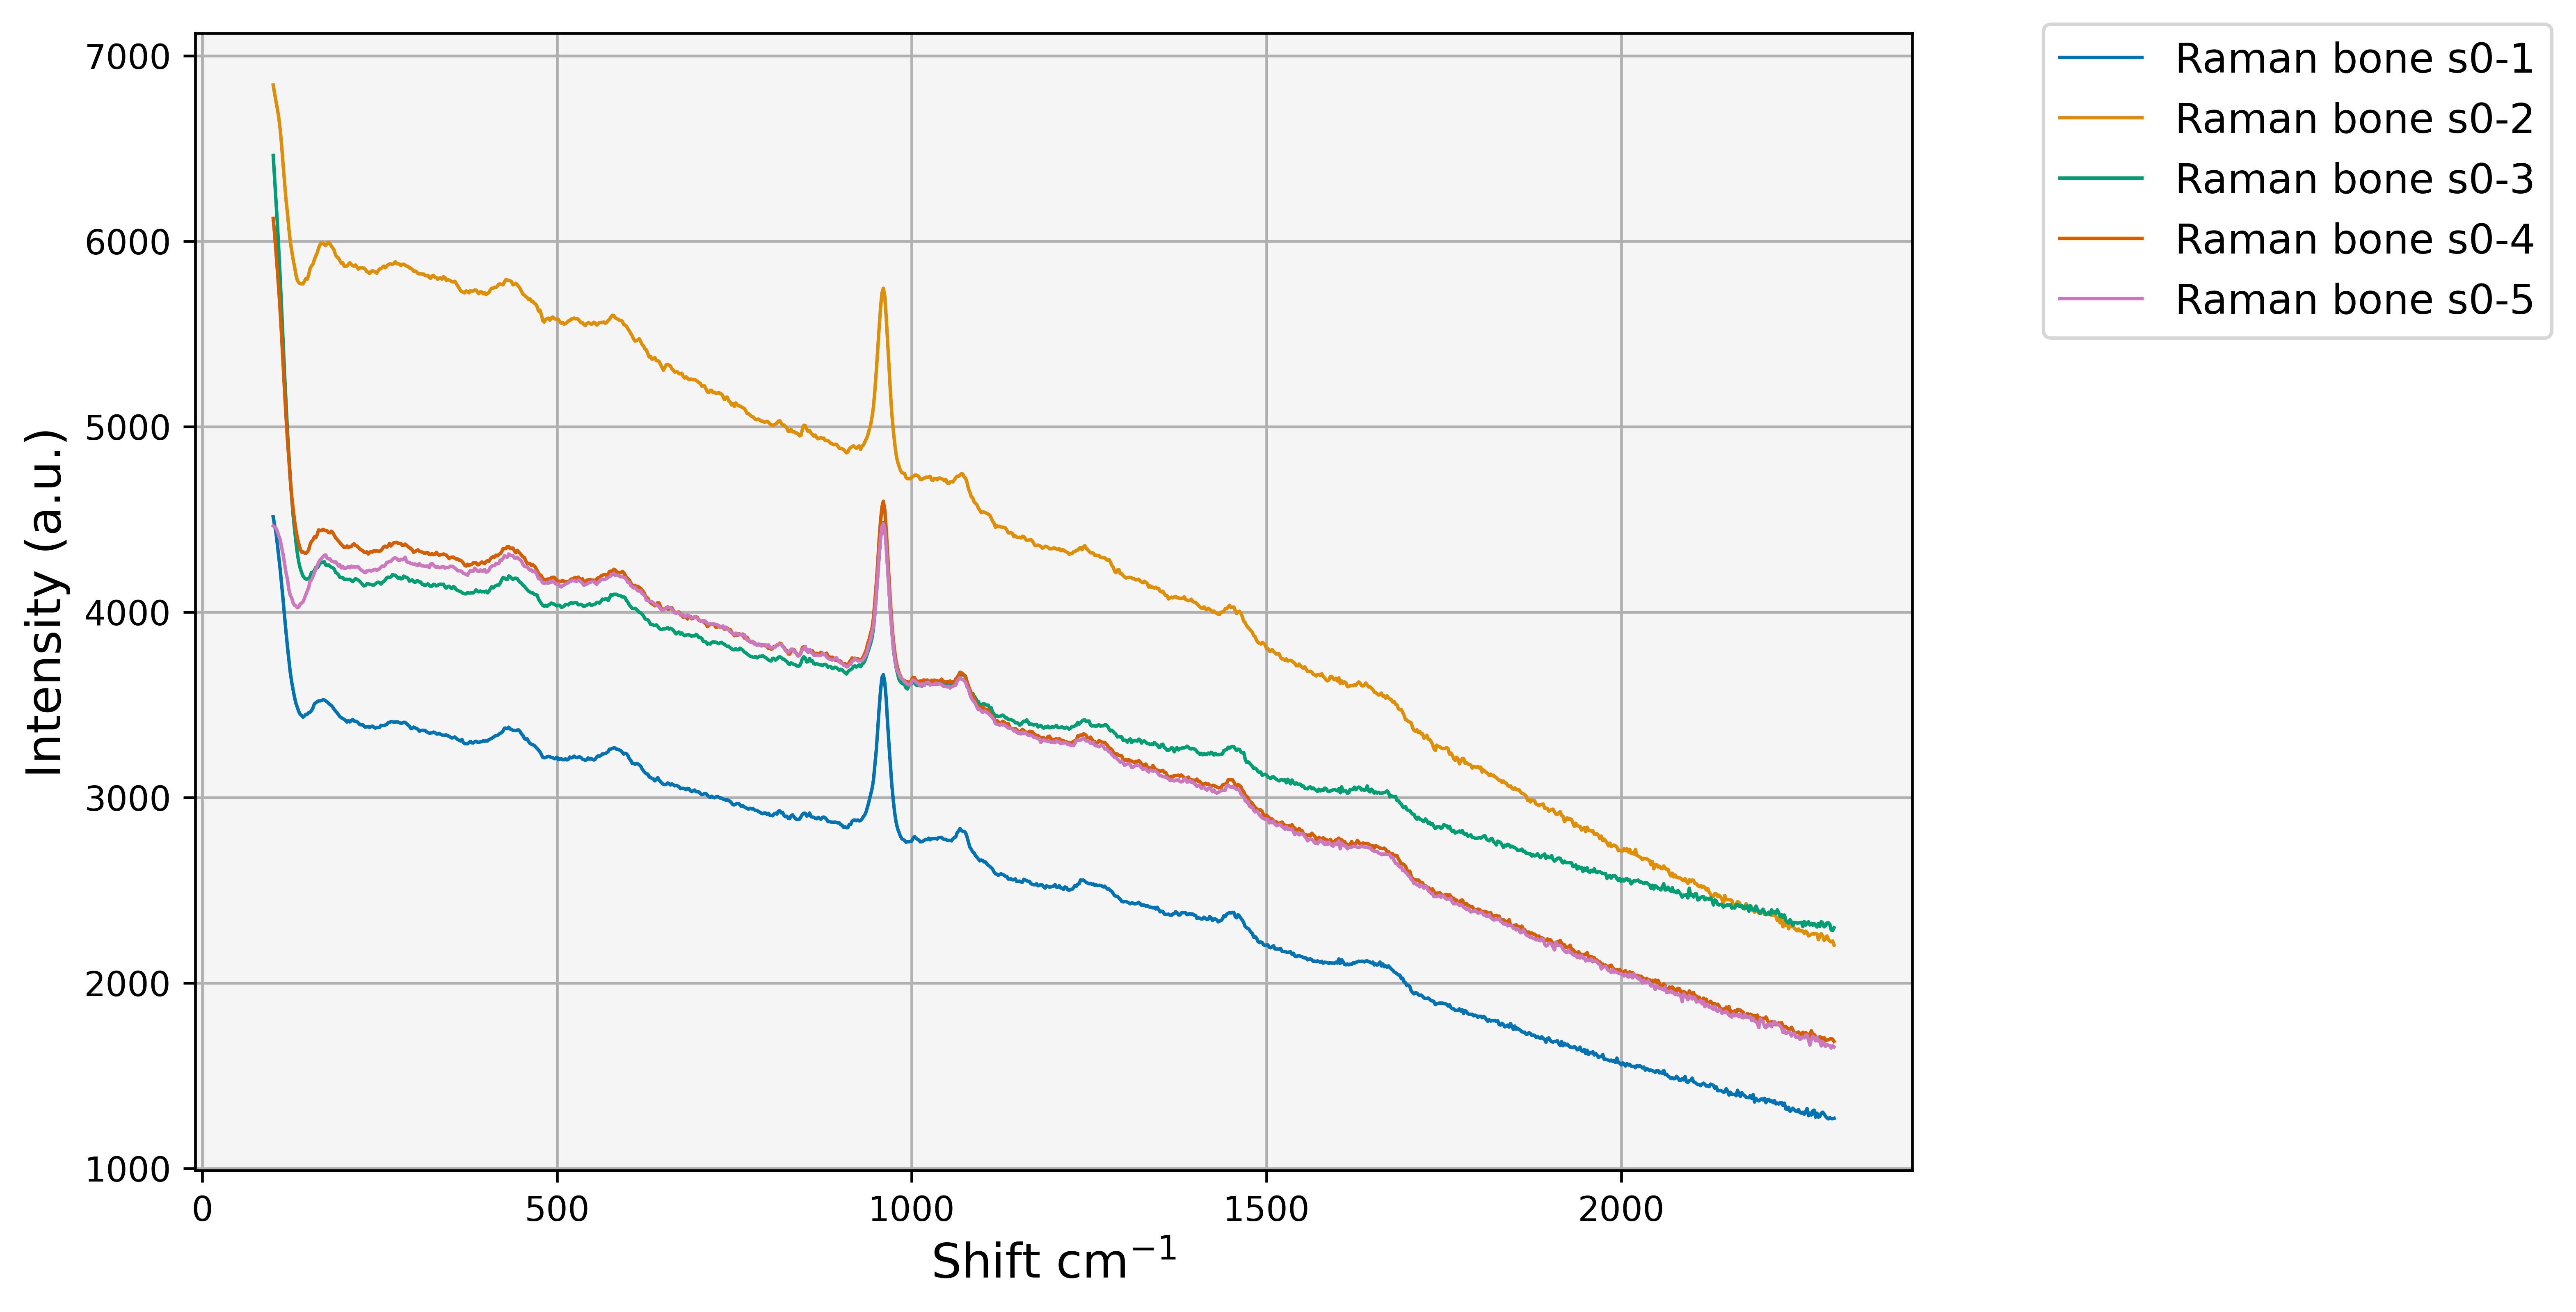 7000
6000
5000
4000
3000
2000
1000
Intensity (a.u.)
0 500 1000 1500 2000
Shift cm⁻¹
Raman bone s0-1
Raman bone s0-2
Raman bone s0-3
Raman bone s0-4
Raman bone s0-5